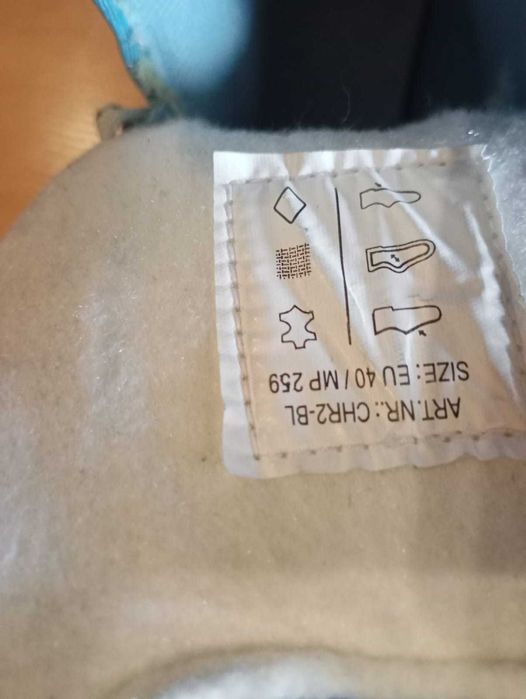 ART.NR.: CHR2-BL
SIZE: EU 40 / MP 259